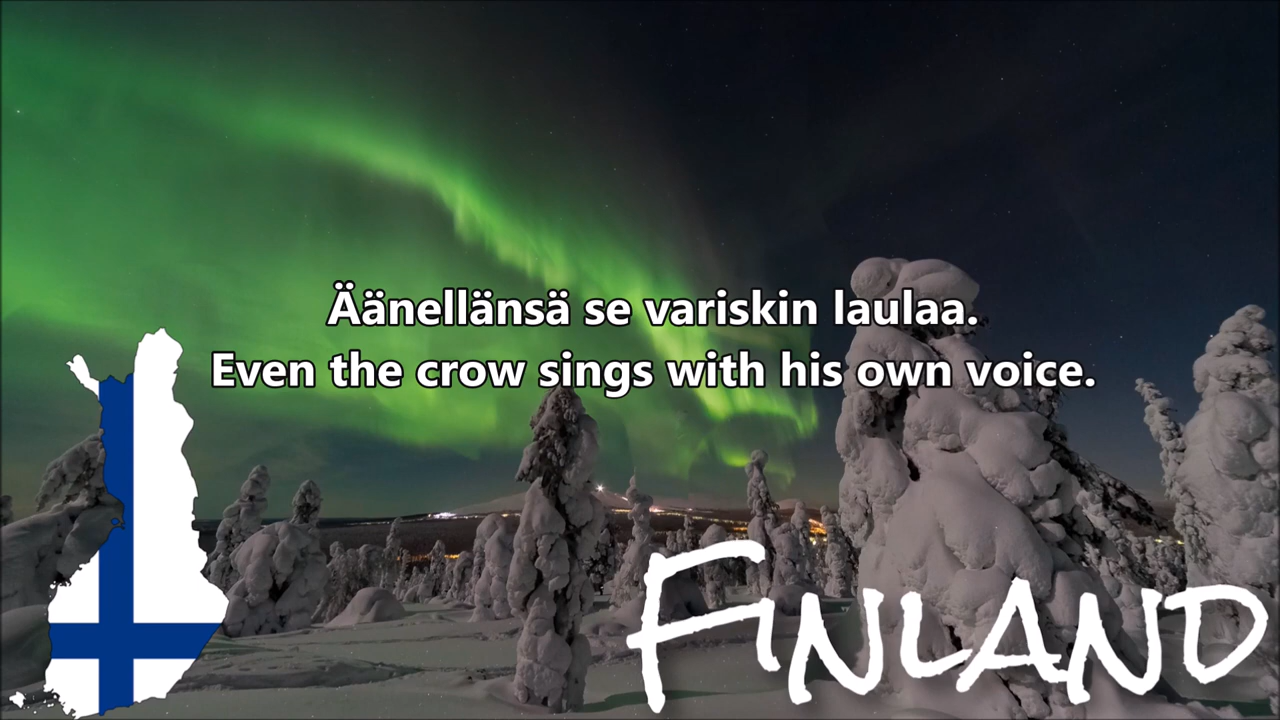 Äänellänsä se variskin laulaa.
Even the crow sings with his own voice.
FINLAND